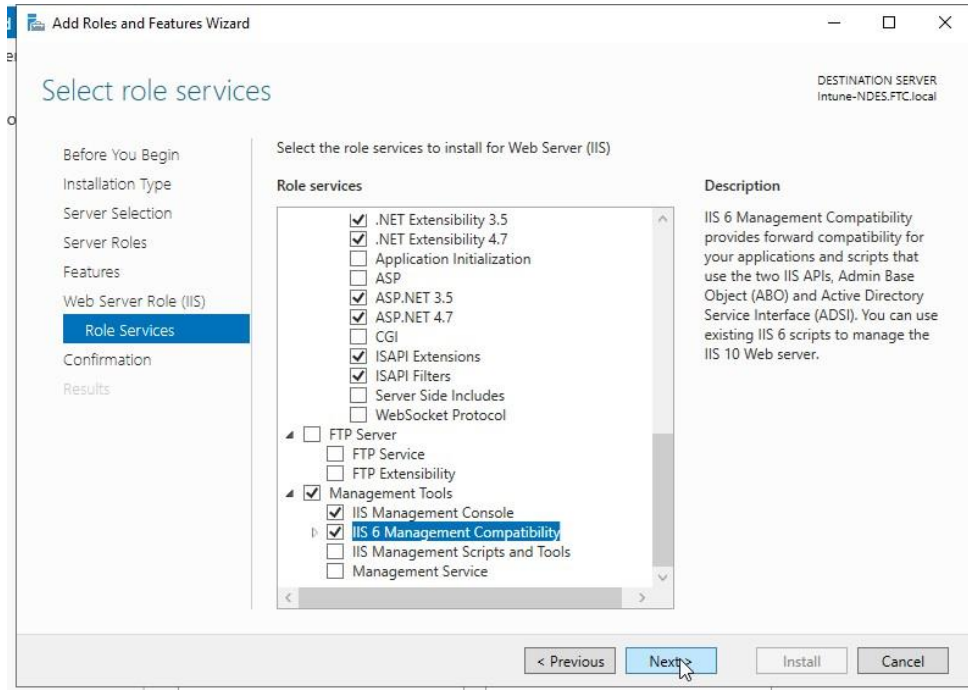 Add Roles and Features Wizard
Select role services
DESTINATION SERVER
Intune-NDES.FTC.local
Before You Begin
Installation Type
Server Selection
Server Roles
Features
Web Server Role (IIS)
Role Services
Confirmation
Results
Select the role services to install for Web Server (IIS)
Role services
.NET Extensibility 3.5
.NET Extensibility 4.7
Application Initialization
ASP
ASP.NET 3.5
ASP.NET 4.7
CGI
ISAPI Extensions
ISAPI Filters
Server Side Includes
WebSocket Protocol
FTP Server
FTP Service
FTP Extensibility
Management Tools
IIS Management Console
IIS 6 Management Compatibility
IIS Management Scripts and Tools
Management Service
Description
IIS 6 Management Compatibility
provides forward compatibility for
your applications and scripts that
use the two IIS APIs, Admin Base
Object (ABO) and Active Directory
Service Interface (ADSI). You can use
existing IIS 6 scripts to manage the
IIS 10 Web server.
< Previous
Next >
Install
Cancel